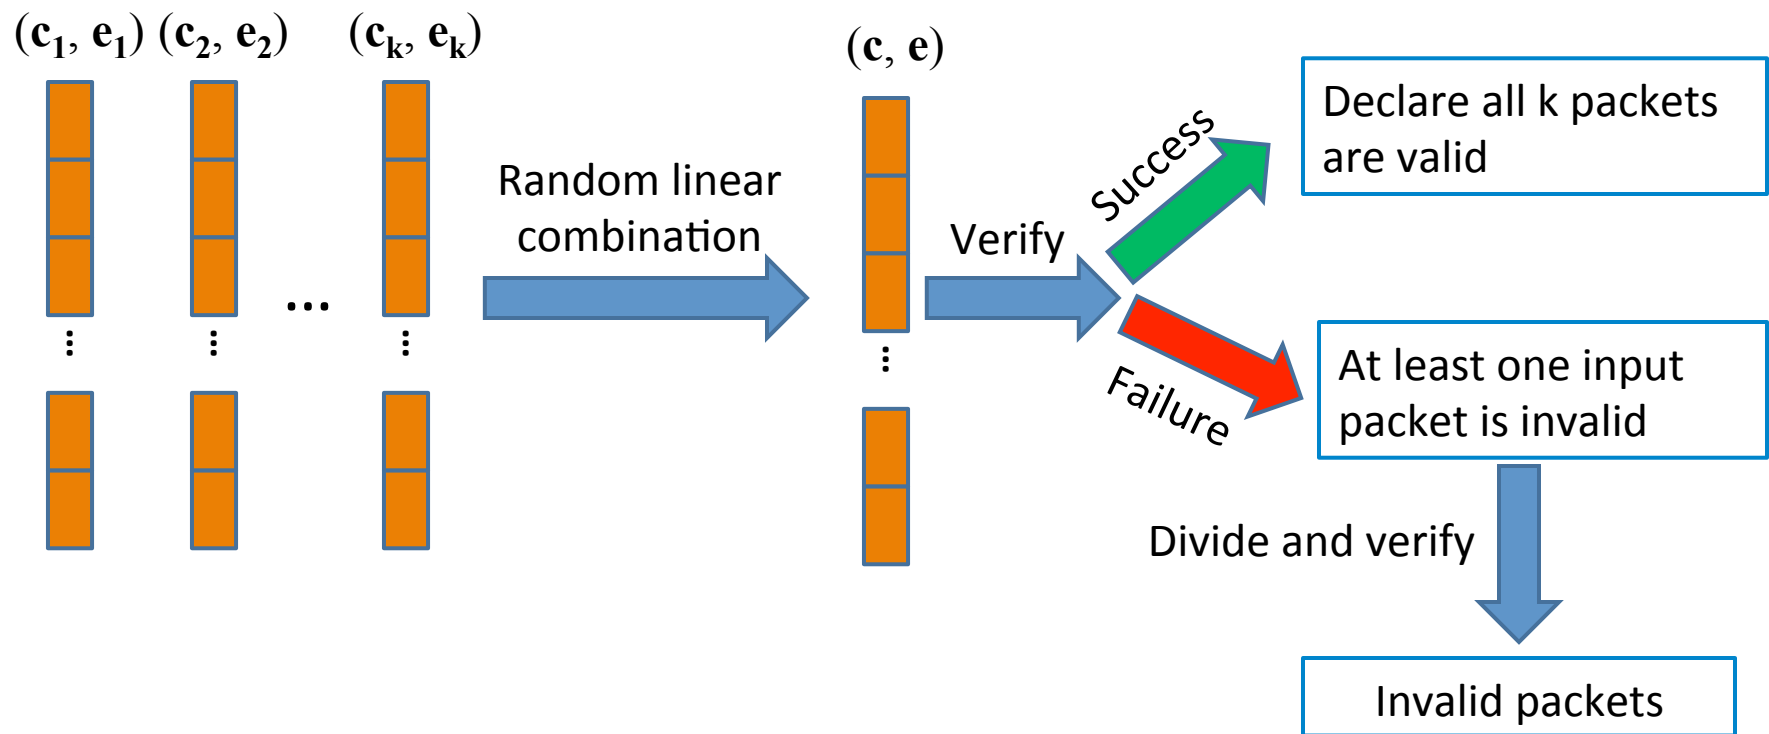 (c₁, e₁) (c₂, e₂) (cₖ, eₖ)
(c, e)
...
Random linear
combination
Verify
Success
Failure
Declare all k packets
are valid
At least one input
packet is invalid
Divide and verify
Invalid packets